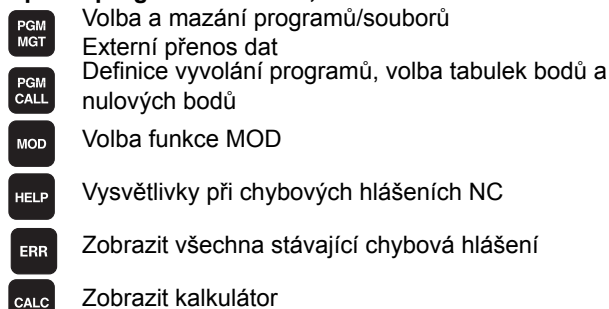 PGM MGT Volba a mazání programů/souborů
Externí přenos dat
PGM CALL Definice vyvolání programů, volba tabulek bodů a
nulových bodů
MOD Volba funkce MOD
HELP Vysvětlivky při chybových hlášeních NC
ERR Zobrazit všechna stávající chybová hlášení
CALC Zobrazit kalkulátor